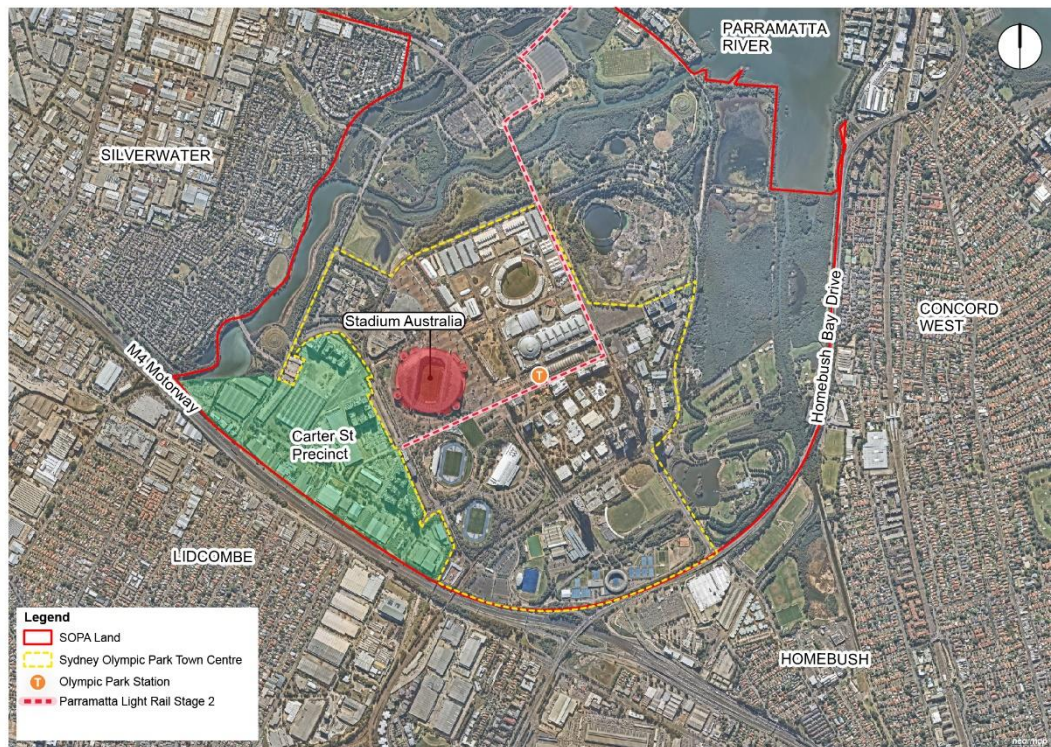 PARRAMATTA
RIVER
SILVERWATER
Stadium Australia
Homebush Bay Drive
CONCORD
WEST
M4 Motorway
Carter St
Precinct
LIDCOMBE
HOMEBUSH
Legend
SOPA Land
Sydney Olympic Park Town Centre
T Olympic Park Station
Parramatta Light Rail Stage 2
T
nearmap